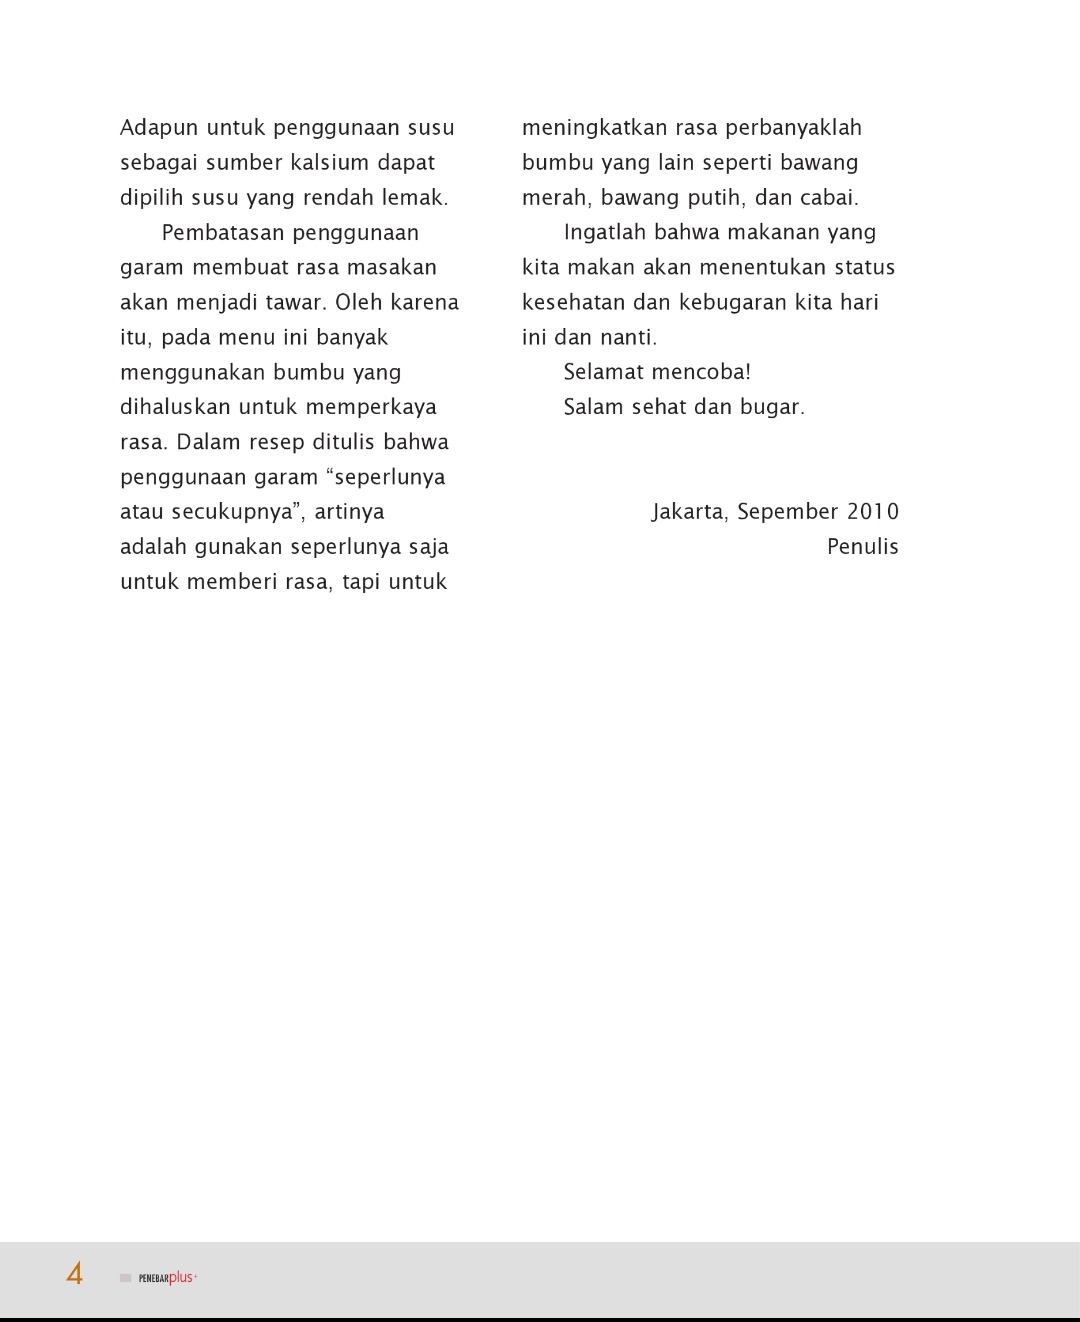 Adapun untuk penggunaan susu
sebagai sumber kalsium dapat
dipilih susu yang rendah lemak.
Pembatasan penggunaan
garam membuat rasa masakan
akan menjadi tawar. Oleh karena
itu, pada menu ini banyak
menggunakan bumbu yang
dihaluskan untuk memperkaya
rasa. Dalam resep ditulis bahwa
penggunaan garam “seperlunya
atau secukupnya”, artinya
adalah gunakan seperlunya saja
untuk memberi rasa, tapi untuk
meningkatkan rasa perbanyaklah
bumbu yang lain seperti bawang
merah, bawang putih, dan cabai.
Ingatlah bahwa makanan yang
kita makan akan menentukan status
kesehatan dan kebugaran kita hari
ini dan nanti.
Selamat mencoba!
Salam sehat dan bugar.
Jakarta, Sepember 2010
Penulis
4 PENEBARplus+